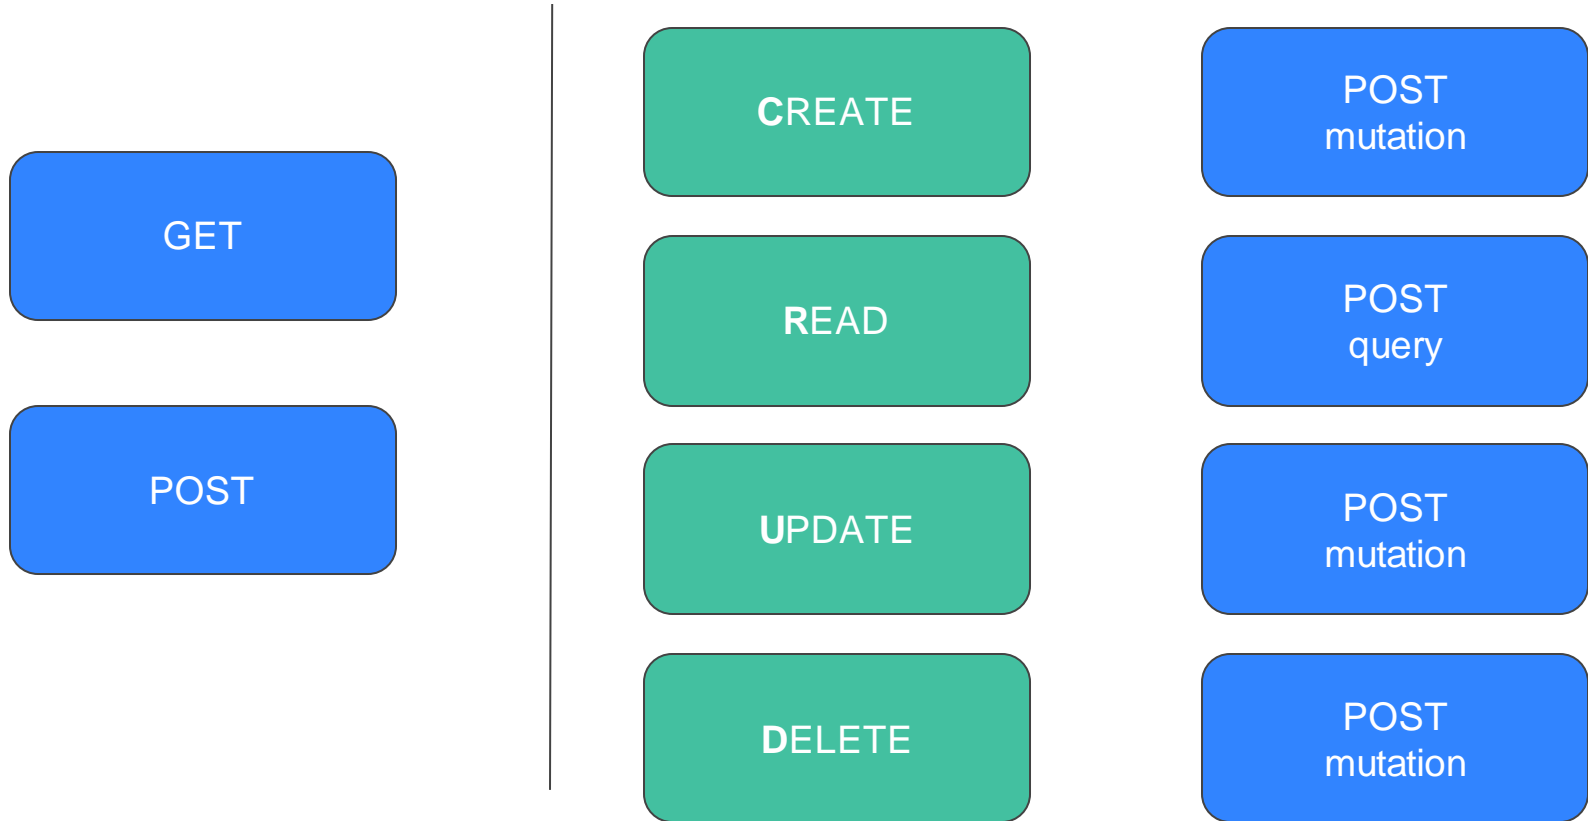 GET
POST
CREATE
POST
mutation
READ
POST
query
UPDATE
POST
mutation
DELETE
POST
mutation